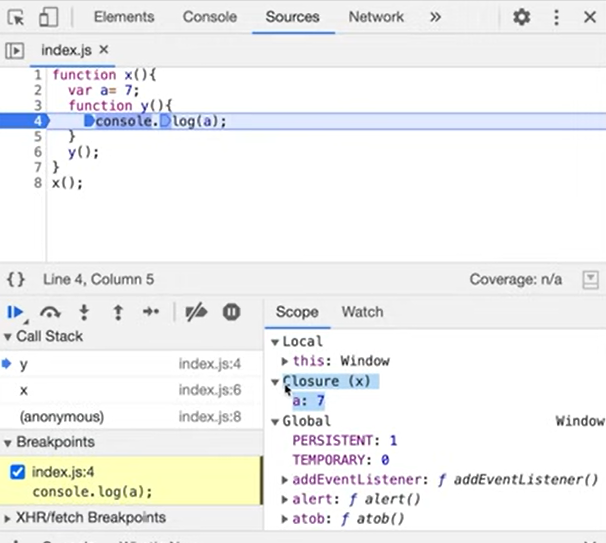 Elements Console Sources Network »
index.js ×
1 function x(){
2 var a= 7;
3 function y(){
4 console.log(a);
5 }
6 y();
7 }
8 x();
{} Line 4, Column 5 Coverage: n/a
Scope Watch
Call Stack
y index.js:4
x index.js:6
(anonymous) index.js:8
Breakpoints
index.js:4
console.log(a);
XHR/fetch Breakpoints
Local
this: Window
Closure (x)
a: 7
Global Window
PERSISTENT: 1
TEMPORARY: 0
addEventListener: ƒ addEventListener()
alert: ƒ alert()
atob: ƒ atob()